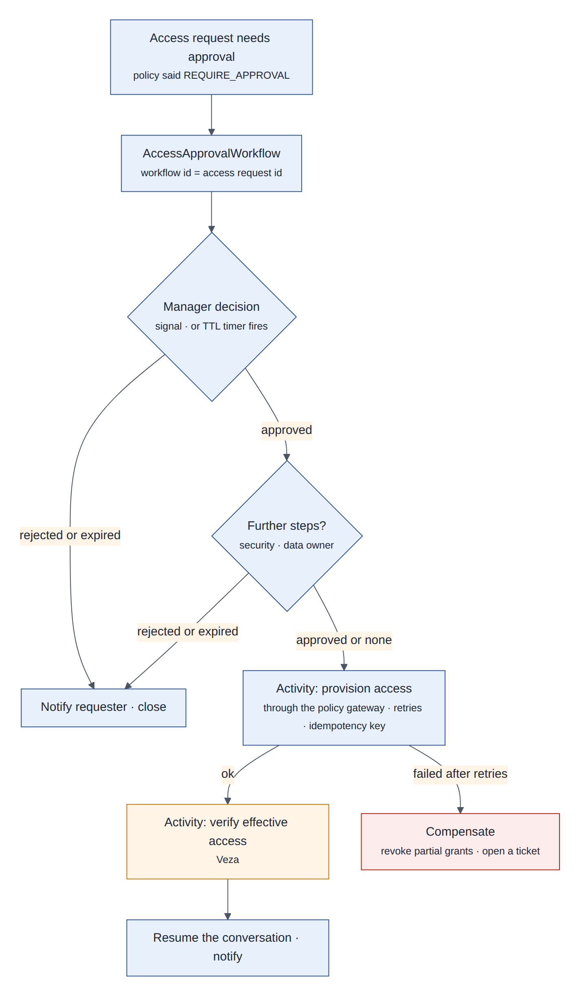 Access request needs
approval
policy said REQUIRE_APPROVAL
AccessApprovalWorkflow
workflow id = access request id
Manager decision
signal · or TTL timer fires
approved
Further steps?
security · data owner
rejected or expired
rejected or expired
approved or none
Notify requester · close
Activity: provision access
through the policy gateway · retries
· idempotency key
ok
failed after retries
Activity: verify effective
access
Veza
Compensate
revoke partial grants · open a ticket
Resume the conversation ·
notify